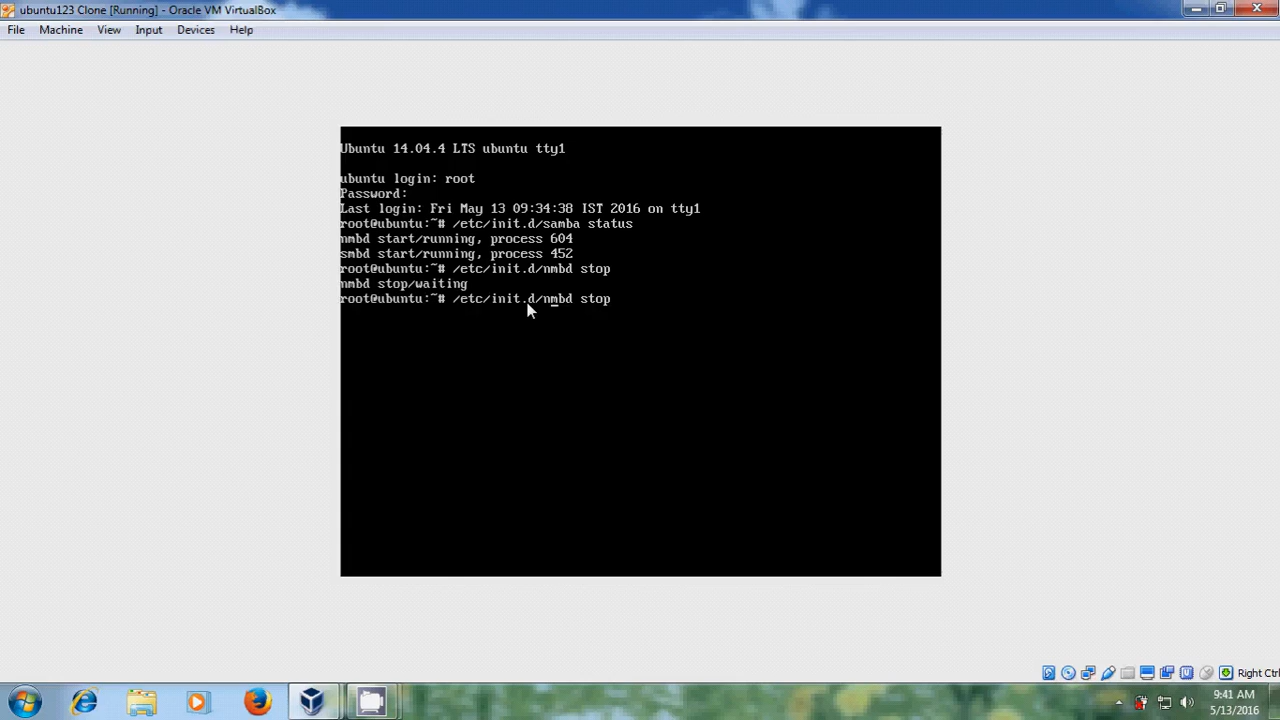 ubuntu123 Clone [Running] - Oracle VM VirtualBox
File Machine View Input Devices Help
Ubuntu 14.04.4 LTS ubuntu tty1
ubuntu login: root
Password:
Last login: Fri May 13 09:34:38 IST 2016 on tty1
root@ubuntu:~# /etc/init.d/samba status
nmbd start/running, process 604
smbd start/running, process 452
root@ubuntu:~# /etc/init.d/nmbd stop
nmbd stop/waiting
root@ubuntu:~# /etc/init.d/nmbd stop
Right Ctrl
9:41 AM
5/13/2016